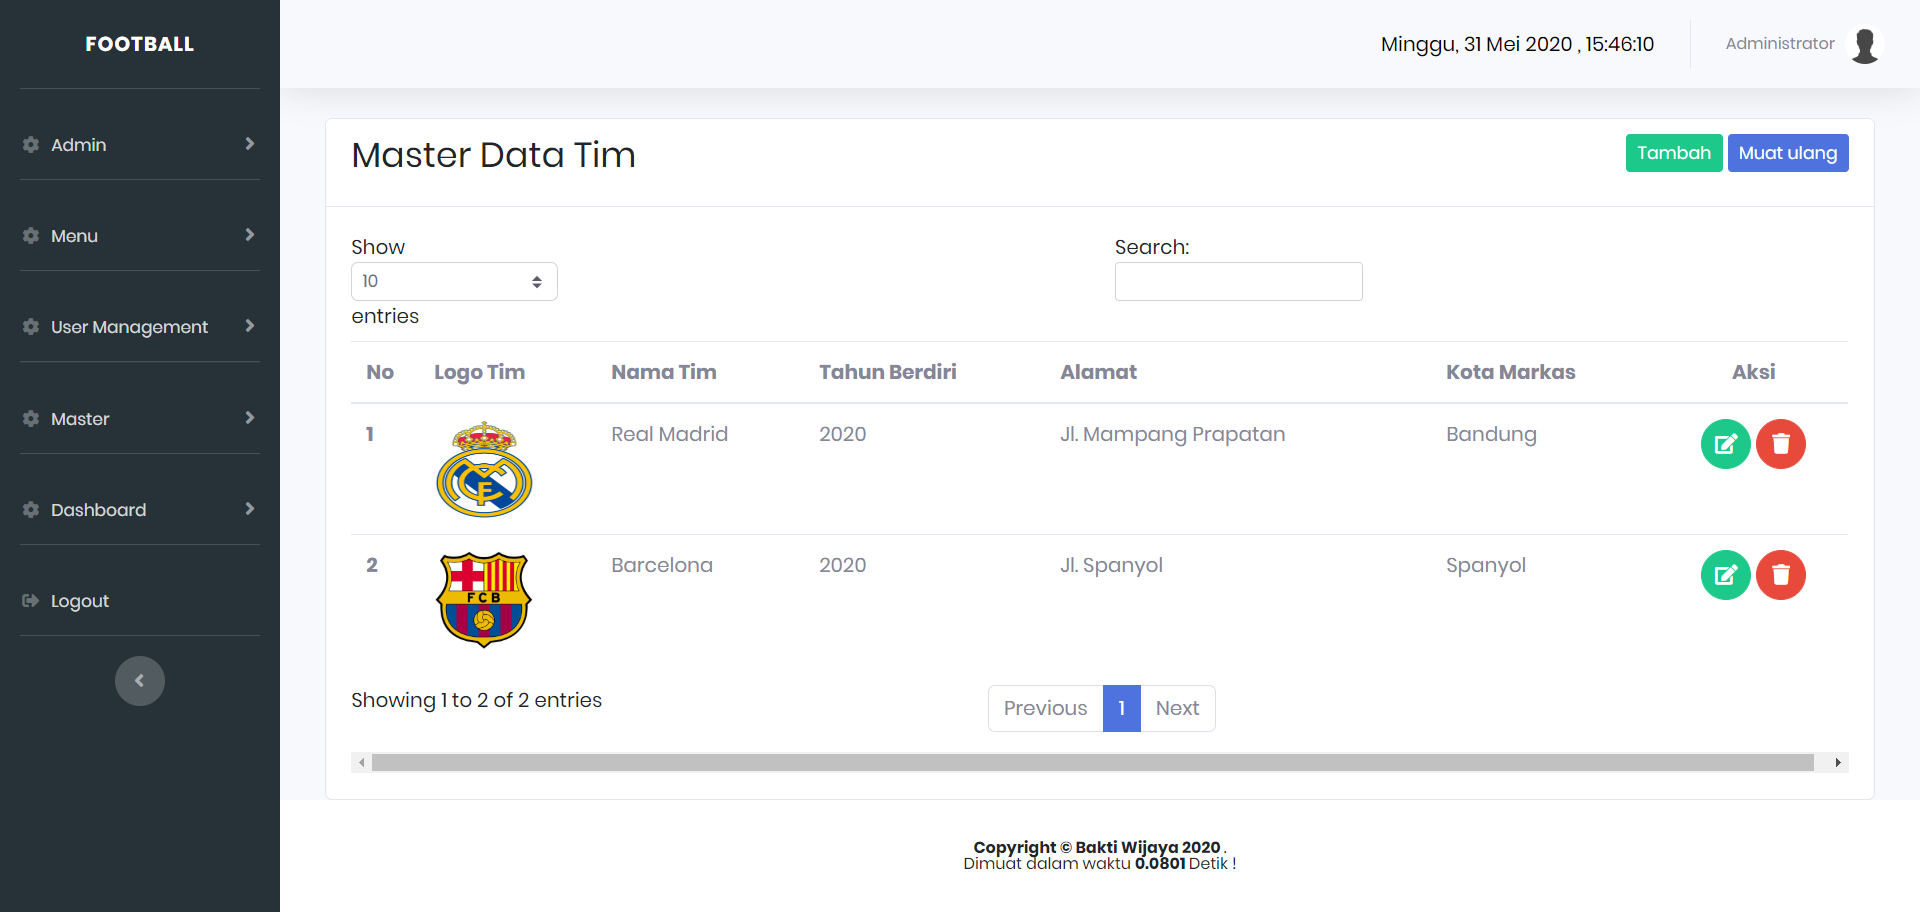 FOOTBALL
Minggu, 31 Mei 2020 , 15:46:10
Administrator
Admin
Menu
User Management
Master
Dashboard
Logout
Master Data Tim
Tambah Muat ulang
Show
10
entries
Search:
No Logo Tim Nama Tim Tahun Berdiri Alamat Kota Markas Aksi
1 Real Madrid 2020 Jl. Mampang Prapatan Bandung
2 FCB Barcelona 2020 Jl. Spanyol Spanyol
Showing 1 to 2 of 2 entries
Previous 1 Next
Copyright © Bakti Wijaya 2020 .
Dimuat dalam waktu 0.0801 Detik !